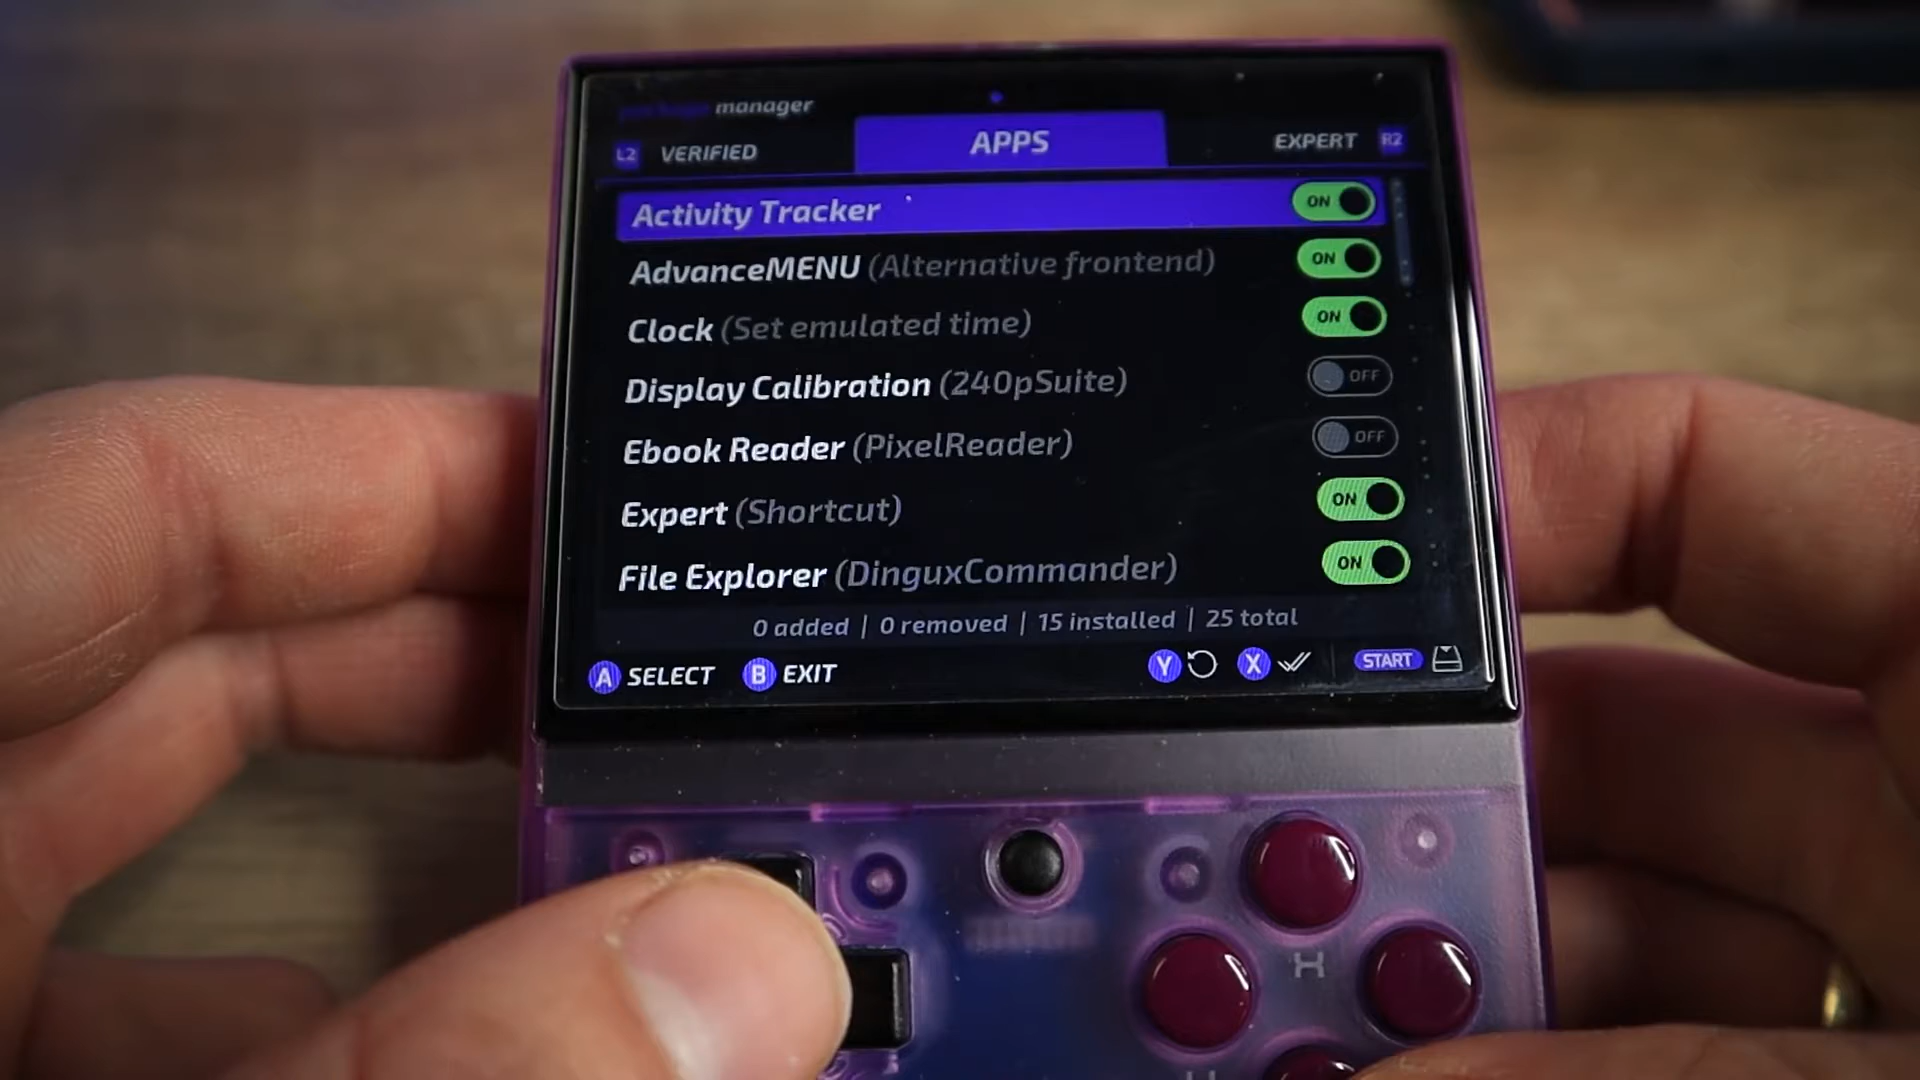 package manager
L2 VERIFIED APPS EXPERT R2
Activity Tracker ON
AdvanceMENU (Alternative frontend) ON
Clock (Set emulated time) ON
Display Calibration (240pSuite) OFF
Ebook Reader (PixelReader) OFF
Expert (Shortcut) ON
File Explorer (DinguxCommander) ON
0 added | 0 removed | 15 installed | 25 total
A SELECT B EXIT Y X START